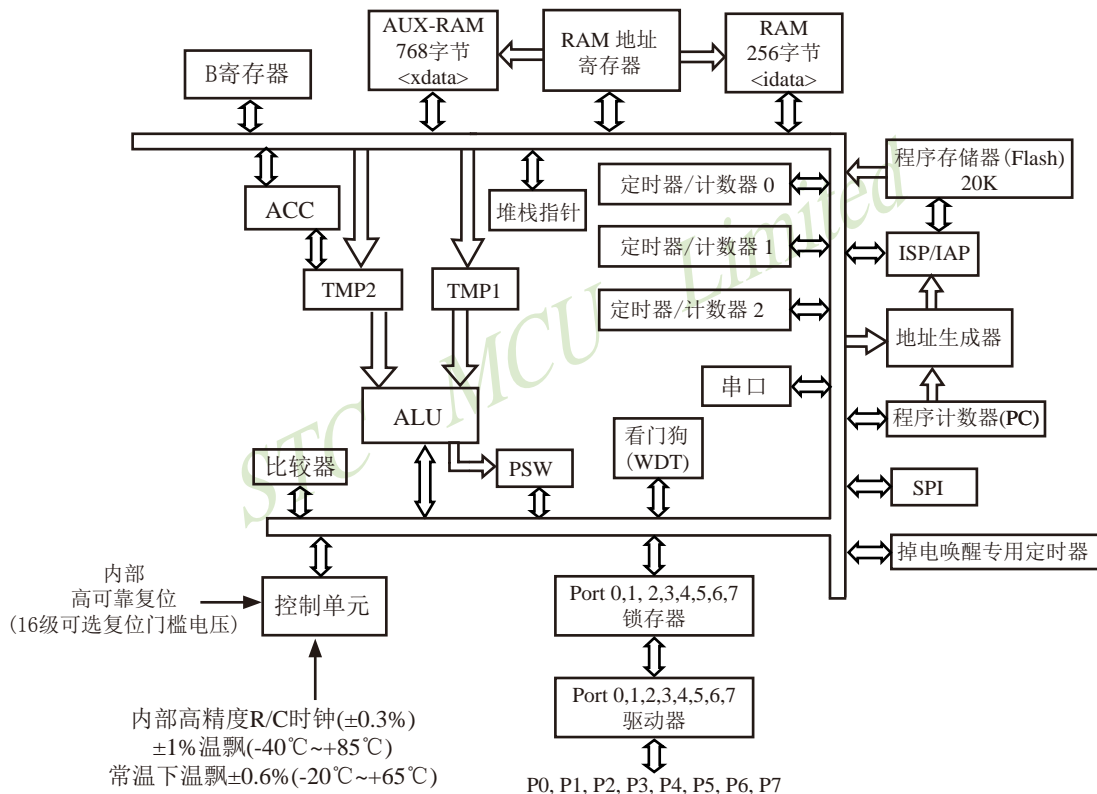 AUX-RAM
768字节
<xdata>
RAM 地址
寄存器
RAM
256字节
<idata>
B寄存器
程序存储器(Flash)
20K
定时器/计数器 0
ACC
堆栈指针
定时器/计数器 1
ISP/IAP
TMP2
TMP1
定时器/计数器 2
地址生成器
串口
ALU
程序计数器(PC)
看门狗
(WDT)
比较器
PSW
SPI
掉电唤醒专用定时器
内部
高可靠复位
(16级可选复位门槛电压)
控制单元
Port 0,1, 2,3,4,5,6,7
锁存器
Port 0,1,2,3,4,5,6,7
驱动器
内部高精度R/C时钟(±0.3%)
±1%温飘(-40℃~+85℃)
常温下温飘±0.6%(-20℃~+65℃)
P0, P1, P2, P3, P4, P5, P6, P7
STC MCU Limited